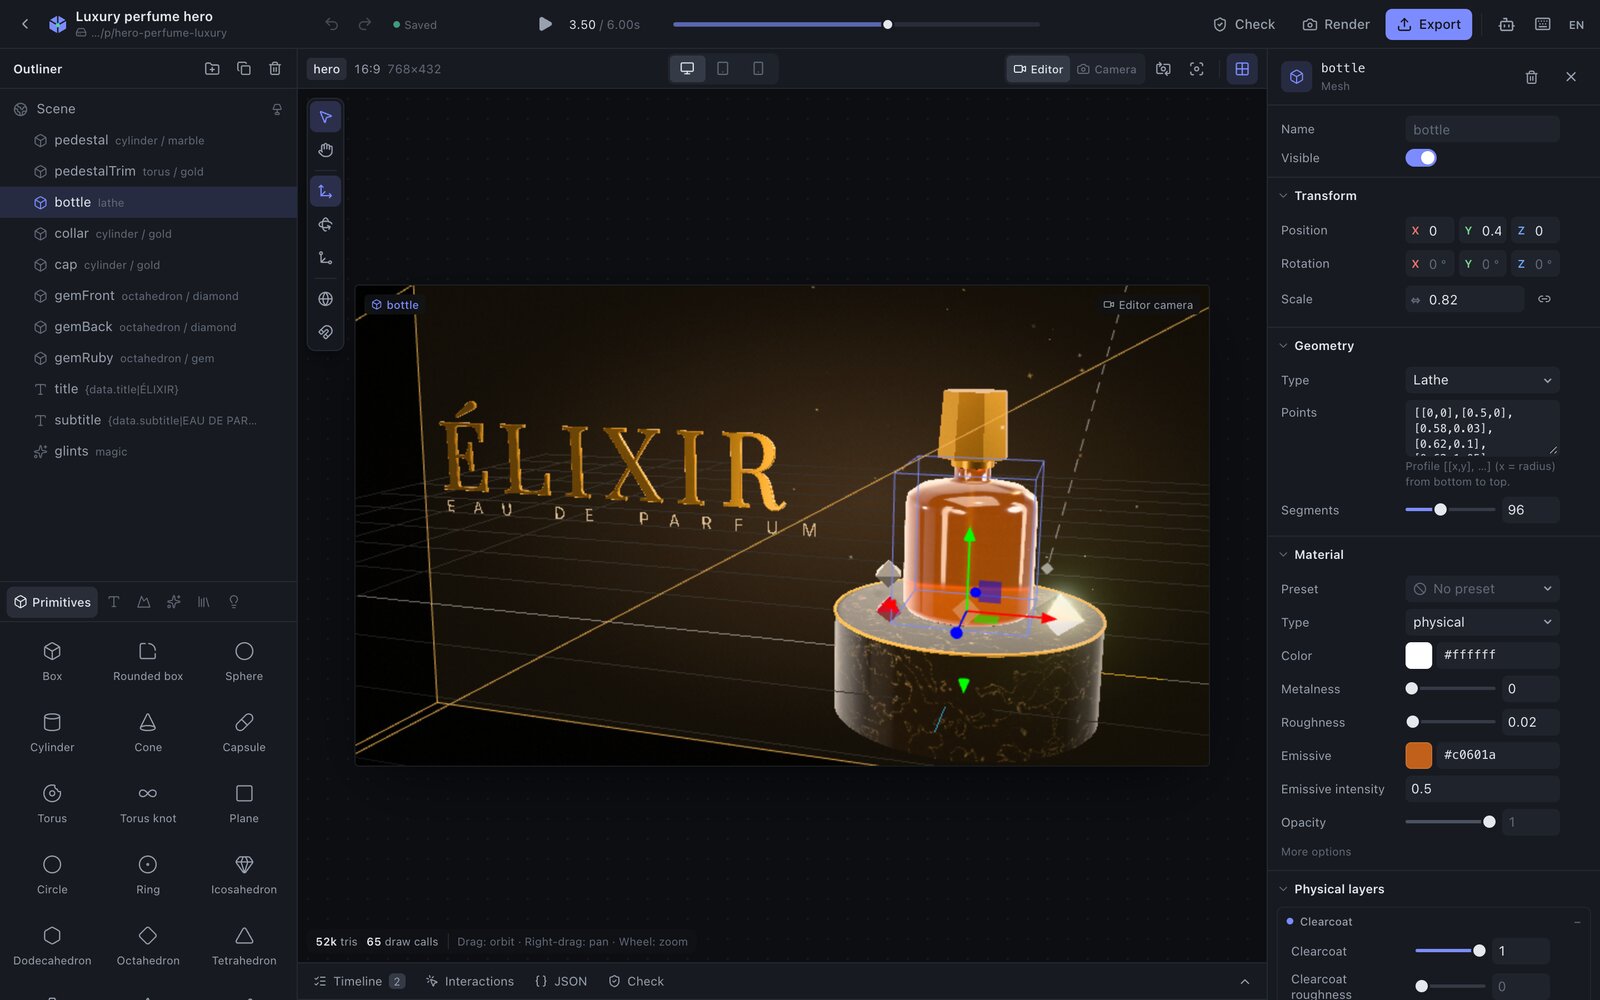 Luxury perfume hero
.../p/hero-perfume-luxury
Saved
3.50 / 6.00s
Check
Render
Export
EN
Outliner
hero 16:9 768×432
Editor
Camera
Scene
pedestal cylinder / marble
pedestalTrim torus / gold
bottle lathe
collar cylinder / gold
cap cylinder / gold
gemFront octahedron / diamond
gemBack octahedron / diamond
gemRuby octahedron / gem
title {data.title|ÉLIXIR}
subtitle {data.subtitle|EAU DE PAR...
glints magic
Primitives
Box
Rounded box
Sphere
Cylinder
Cone
Capsule
Torus
Torus knot
Plane
Circle
Ring
Icosahedron
Dodecahedron
Octahedron
Tetrahedron
bottle
Editor camera
ÉLIXIR
EAU DE PARFUM
52k tris 65 draw calls
Drag: orbit · Right-drag: pan · Wheel: zoom
Timeline 2
Interactions
{} JSON
Check
bottle
Mesh
Name bottle
Visible
Transform
Position X 0 Y 0.4 Z 0
Rotation X 0° Y 0° Z 0°
Scale 0.82
Geometry
Type Lathe
Points [[0,0],[0.5,0],
[0.58,0.03],
[0.62,0.1],
Profile [[x,y], ...] (x = radius)
from bottom to top.
Segments 96
Material
Preset No preset
Type physical
Color #ffffff
Metalness 0
Roughness 0.02
Emissive #c0601a
Emissive intensity 0.5
Opacity 1
More options
Physical layers
Clearcoat
Clearcoat 1
Clearcoat
roughness 0